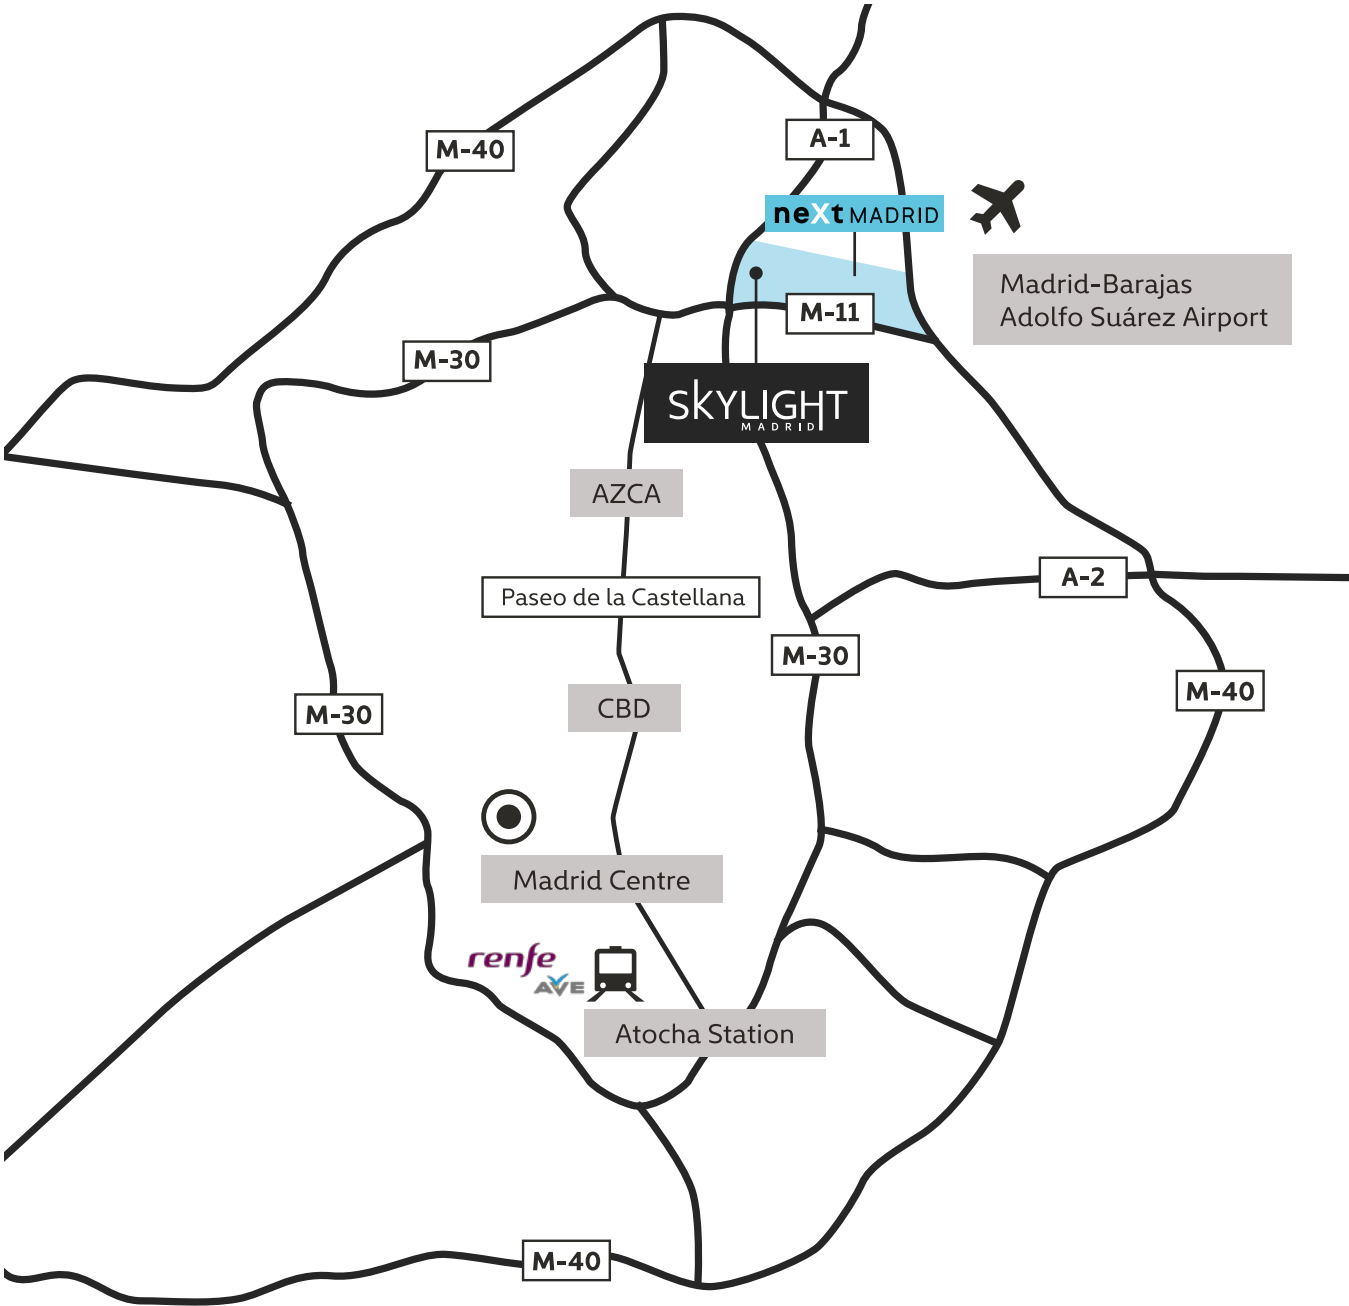 A-1
M-40
neXt MADRID
Madrid-Barajas
Adolfo Suárez Airport
M-11
M-30
SKYLIGHT
MADRID
AZCA
A-2
Paseo de la Castellana
M-30
M-40
CBD
M-30
Madrid Centre
renfe
AVE
Atocha Station
M-40